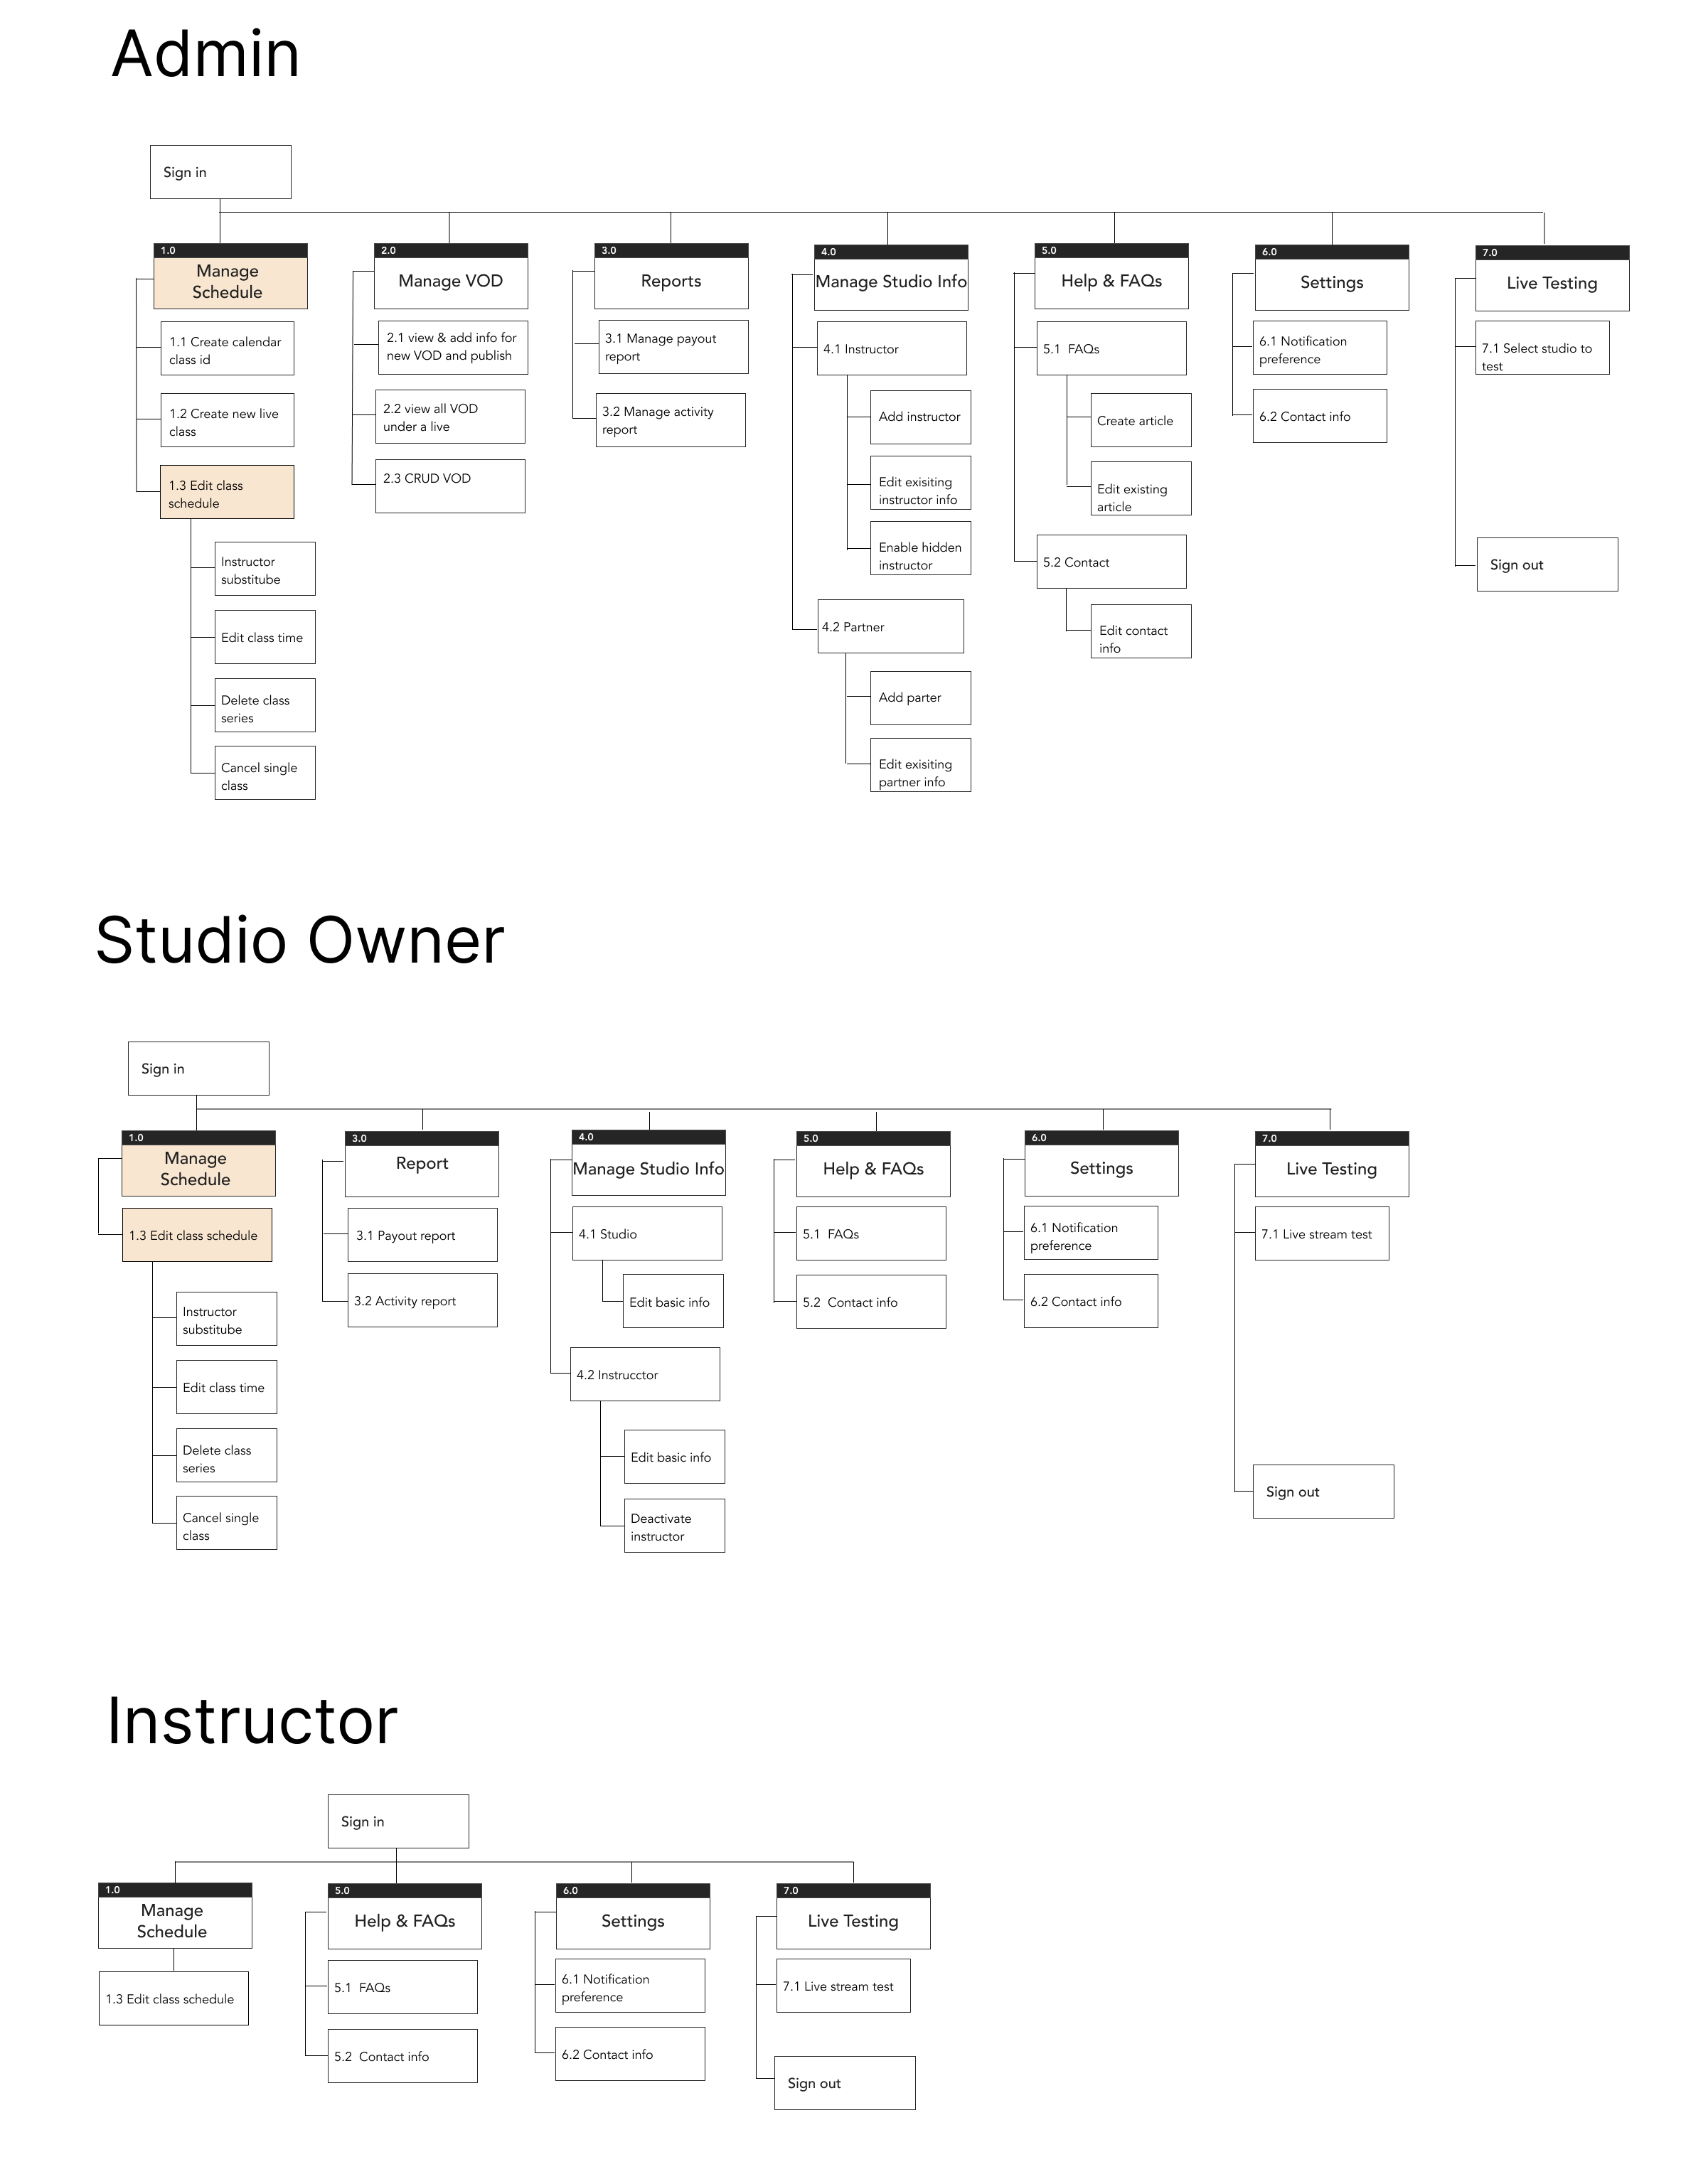 Admin
Sign in
1.0
Manage
Schedule
1.1 Create calendar
class id
1.2 Create new live
class
1.3 Edit class
schedule
Instructor
substitube
Edit class time
Delete class
series
Cancel single
class
2.0
Manage VOD
2.1 view & add info for
new VOD and publish
2.2 view all VOD
under a live
2.3 CRUD VOD
3.0
Reports
3.1 Manage payout
report
3.2 Manage activity
report
4.0
Manage Studio Info
4.1 Instructor
Add instructor
Edit exisiting
instructor info
Enable hidden
instructor
4.2 Partner
Add parter
Edit exisiting
partner info
5.0
Help & FAQs
5.1 FAQs
Create article
Edit existing
article
5.2 Contact
Edit contact
info
6.0
Settings
6.1 Notification
preference
6.2 Contact info
7.0
Live Testing
7.1 Select studio to
test
Sign out
Studio Owner
Sign in
1.0
Manage
Schedule
1.3 Edit class schedule
Instructor
substitube
Edit class time
Delete class
series
Cancel single
class
3.0
Report
3.1 Payout report
3.2 Activity report
4.0
Manage Studio Info
4.1 Studio
Edit basic info
4.2 Instrucctor
Edit basic info
Deactivate
instructor
5.0
Help & FAQs
5.1 FAQs
5.2 Contact info
6.0
Settings
6.1 Notification
preference
6.2 Contact info
7.0
Live Testing
7.1 Live stream test
Sign out
Instructor
Sign in
1.0
Manage
Schedule
1.3 Edit class schedule
5.0
Help & FAQs
5.1 FAQs
5.2 Contact info
6.0
Settings
6.1 Notification
preference
6.2 Contact info
7.0
Live Testing
7.1 Live stream test
Sign out